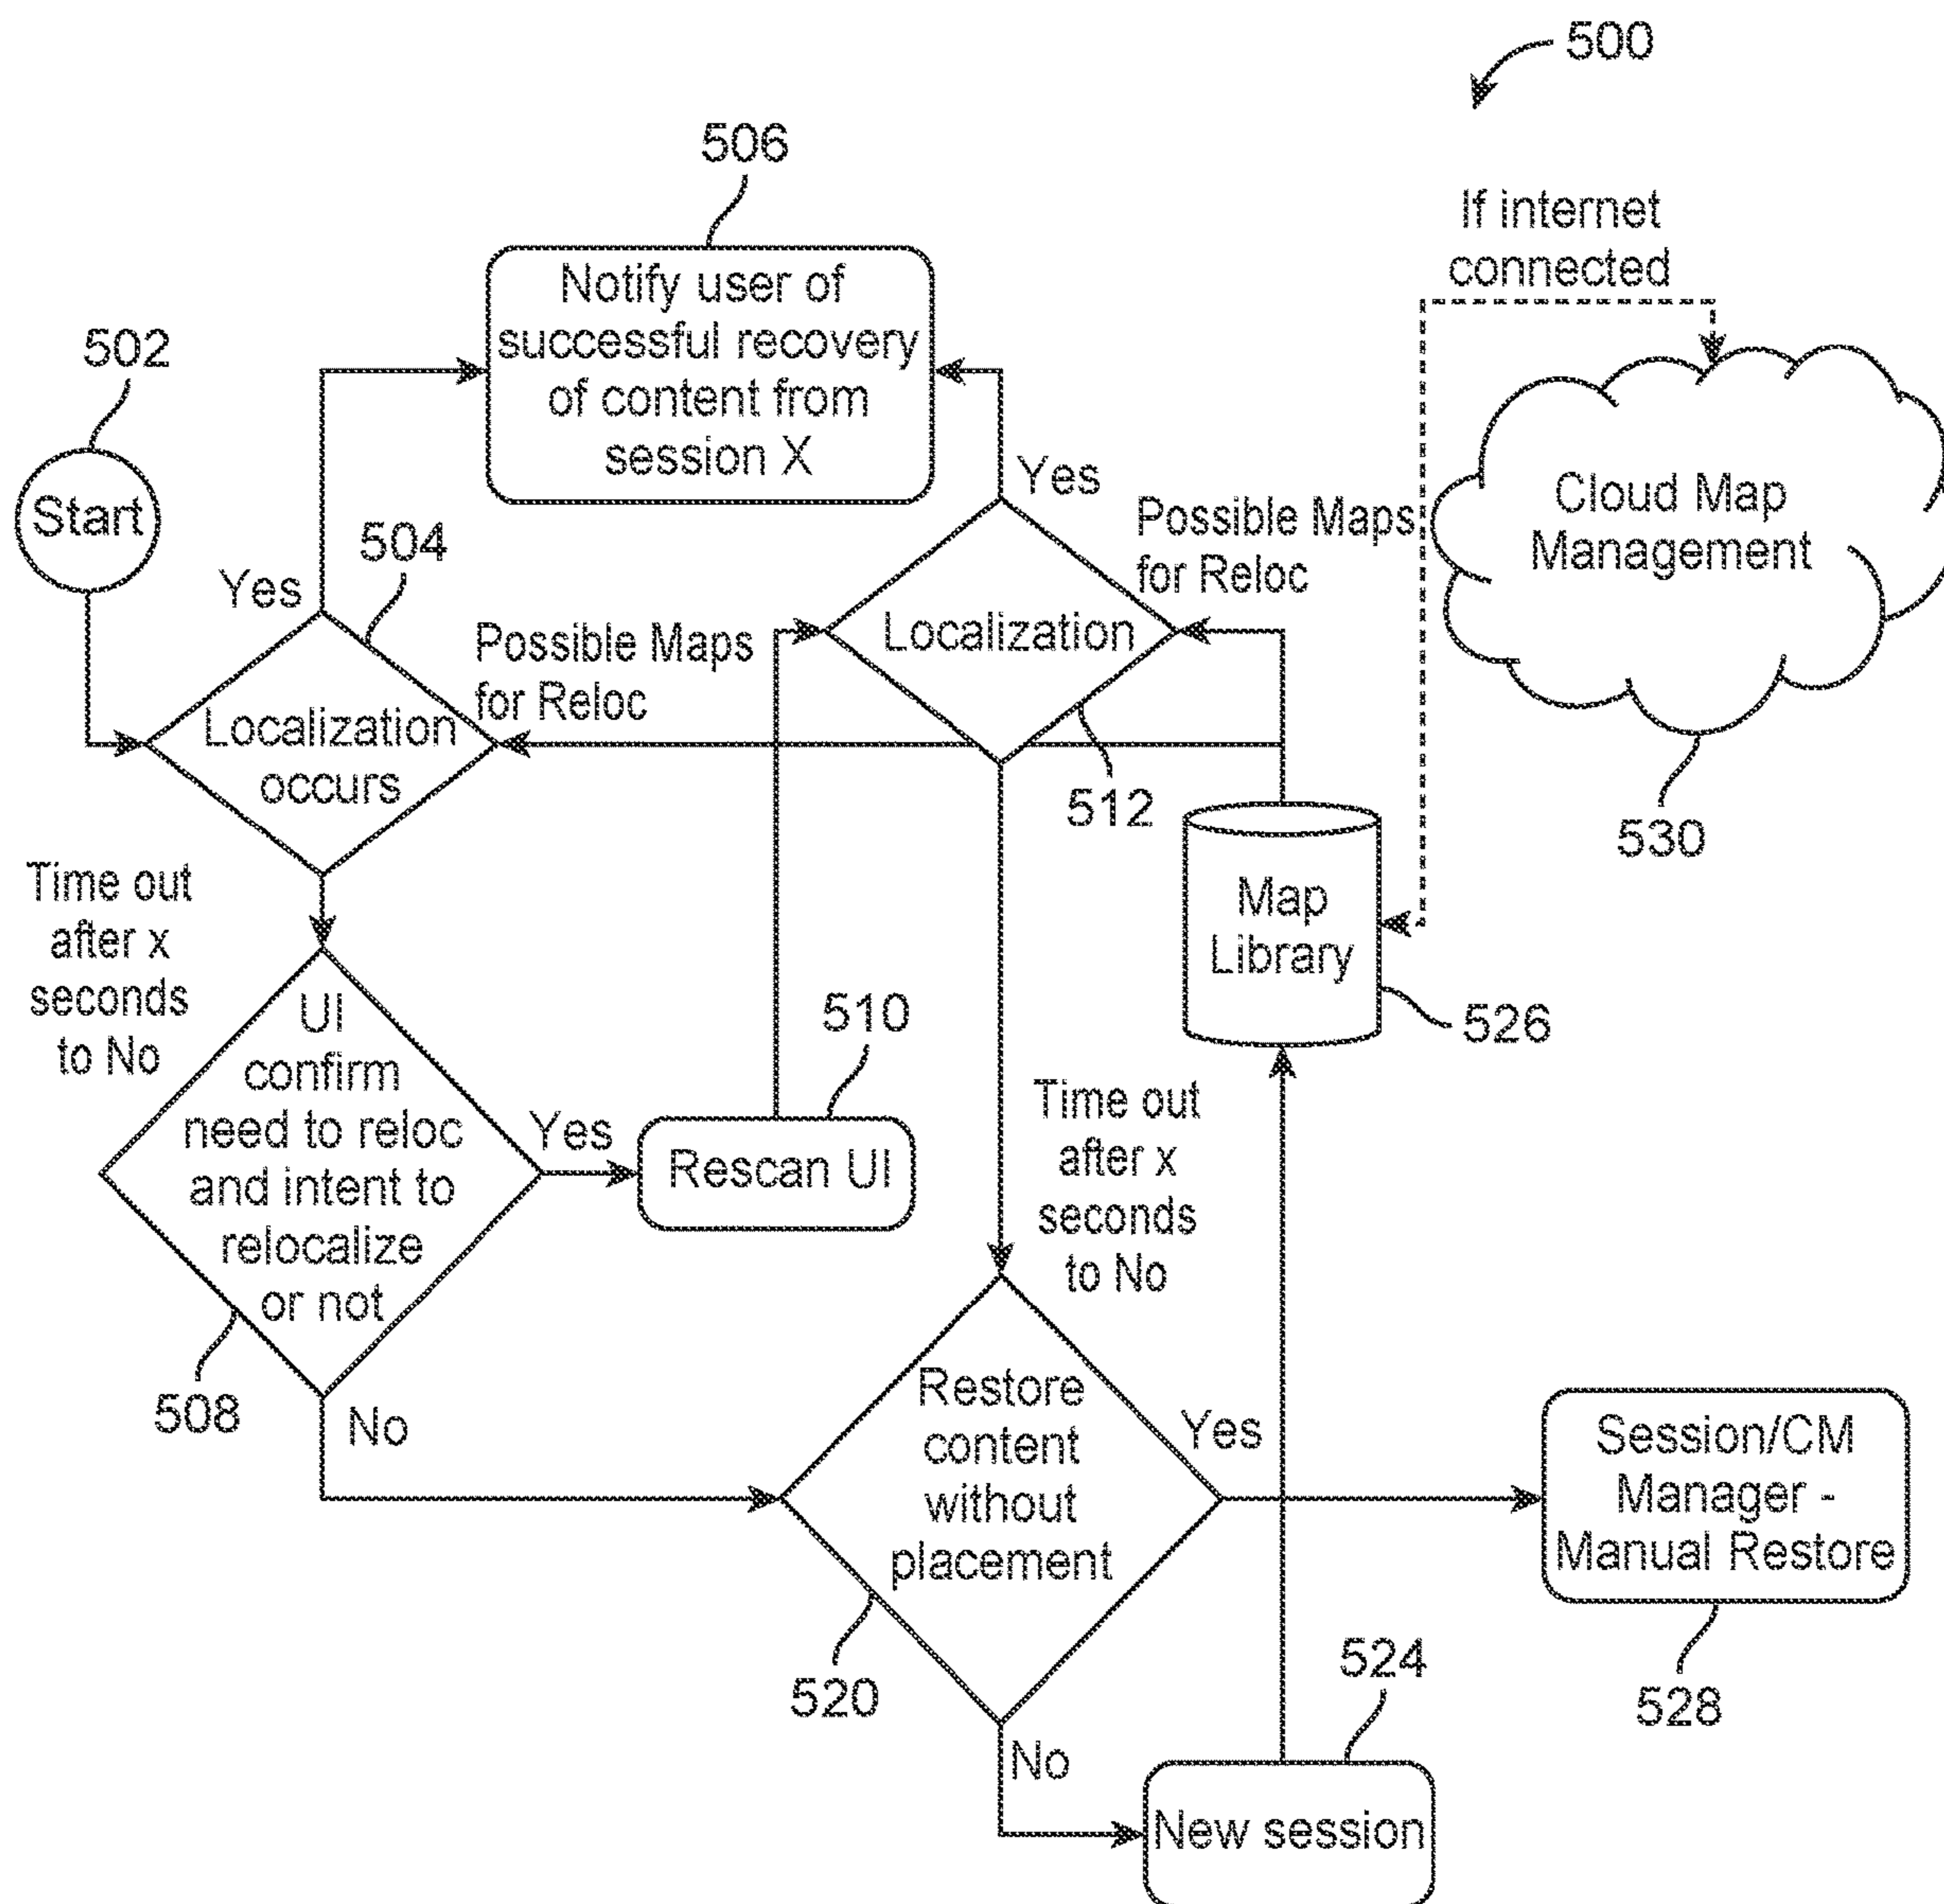 500
506
If internet
connected
Notify user of
successful recovery
of content from
session X
502
Start
Yes
504
Yes
Possible Maps
for Reloc
Cloud Map
Management
Localization
Possible Maps
for Reloc
Localization
occurs
512
530
Time out
after x
seconds
to No
Map
Library
526
UI
confirm
need to reloc
and intent to
relocalize
or not
Yes
510
Rescan UI
Time out
after x
seconds
to No
508
No
Restore
content
without
placement
Yes
Session/CM
Manager -
Manual Restore
520
524
528
No
New session